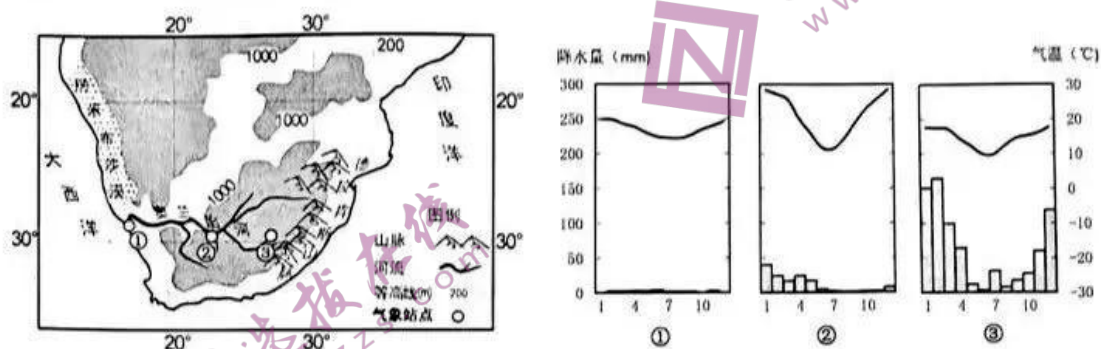 20° 30°
1000
200
20° 20°
1000
纳米布沙漠
大西洋
印度洋
德
1000
兰
河
30° 30°
① ② ③
图例
山脉
河流
等高线(m) 200
气象站点
20° 30°
降水量（mm）
气温（℃）
300
250
200
150
100
50
0
30
20
10
0
-10
-20
-30
1 4 7 10
1 4 7 10
1 4 7 10
① ② ③